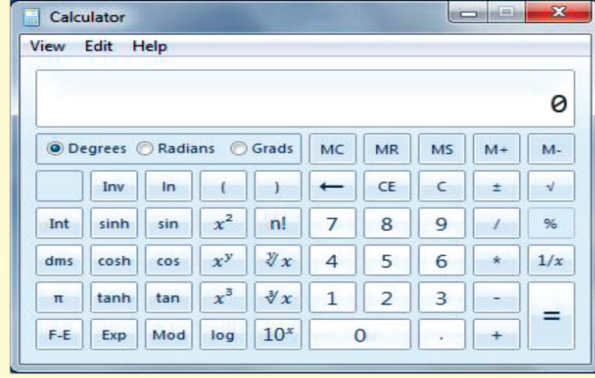 Calculator
View Edit Help
0
Degrees Radians Grads MC MR MS M+ M-
Inv ln ( ) ← CE C ± √
Int sinh sin x² n! 7 8 9 / %
dms cosh cos xʸ ʸ√x 4 5 6 * 1/x
π tanh tan x³ ³√x 1 2 3 - =
F-E Exp Mod log 10ˣ 0 . +